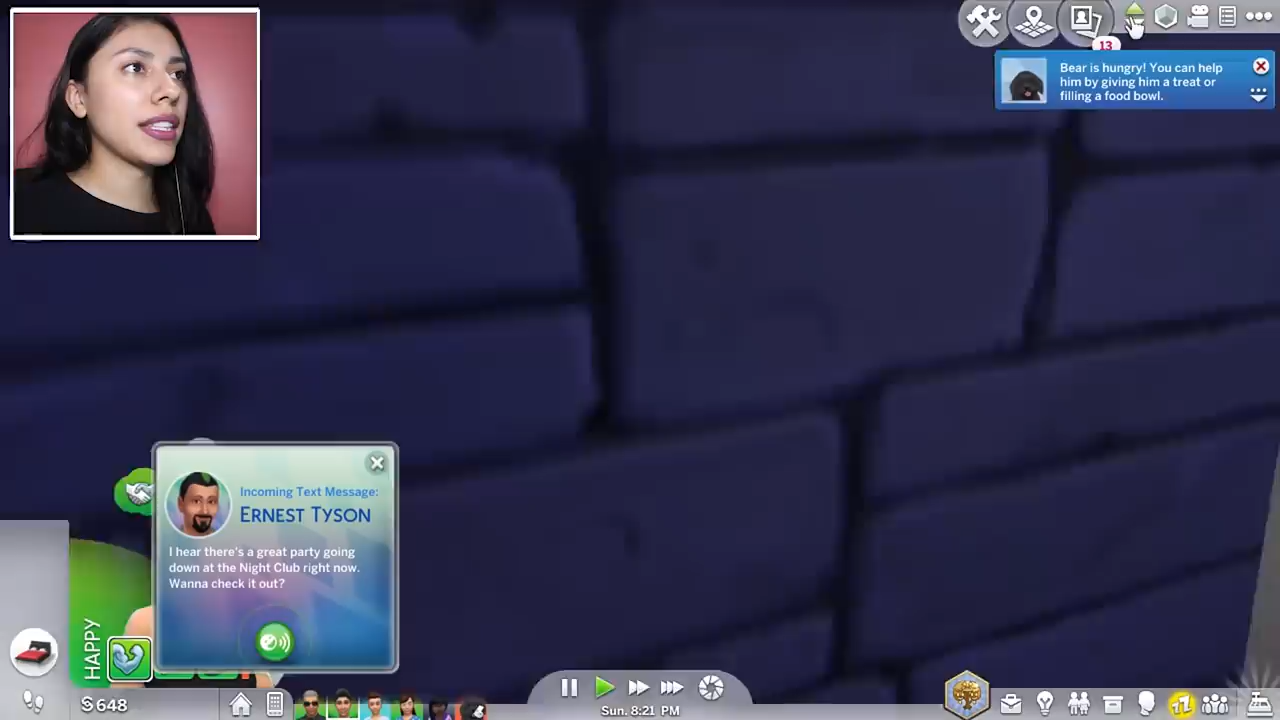 13
Bear is hungry! You can help
him by giving him a treat or
filling a food bowl.
Incoming Text Message:
ERNEST TYSON
I hear there's a great party going
down at the Night Club right now.
Wanna check it out?
HAPPY
§648
Sun. 8:21 PM